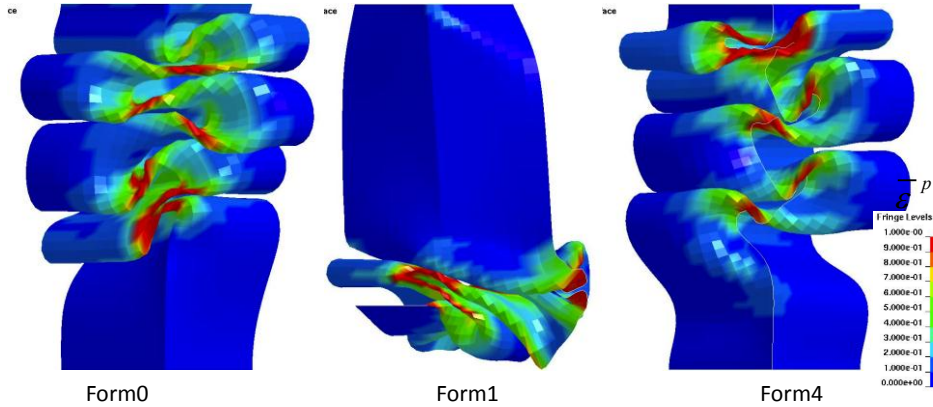 ce
ace
ace
ε̅ p
Fringe Levels
1.000e-00
9.000e-01
8.000e-01
7.000e-01
6.000e-01
5.000e-01
4.000e-01
3.000e-01
2.000e-01
1.000e-01
0.000e+00
Form0
Form1
Form4